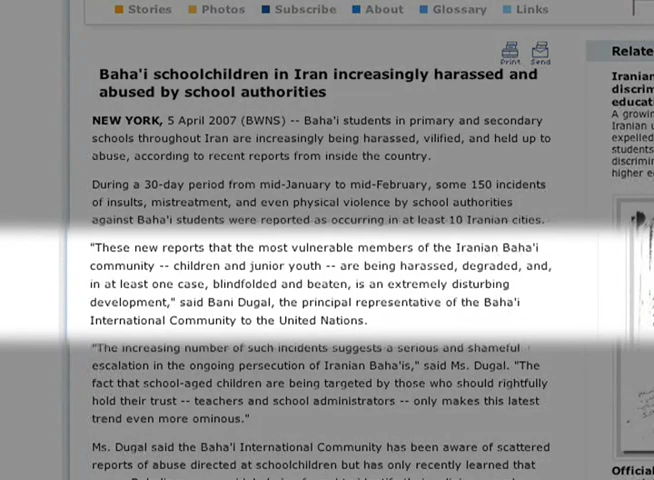 Stories Photos Subscribe About Glossary Links
Print Send
Baha'i schoolchildren in Iran increasingly harassed and
abused by school authorities
NEW YORK, 5 April 2007 (BWNS) -- Baha'i students in primary and secondary
schools throughout Iran are increasingly being harassed, vilified, and held up to
abuse, according to recent reports from inside the country.
During a 30-day period from mid-January to mid-February, some 150 incidents
of insults, mistreatment, and even physical violence by school authorities
against Baha'i students were reported as occurring in at least 10 Iranian cities.
"These new reports that the most vulnerable members of the Iranian Baha'i
community -- children and junior youth -- are being harassed, degraded, and,
in at least one case, blindfolded and beaten, is an extremely disturbing
development," said Bani Dugal, the principal representative of the Baha'i
International Community to the United Nations.
"The increasing number of such incidents suggests a serious and shameful
escalation in the ongoing persecution of Iranian Baha'is," said Ms. Dugal. "The
fact that school-aged children are being targeted by those who should rightfully
hold their trust -- teachers and school administrators -- only makes this latest
trend even more ominous."
Ms. Dugal said the Baha'i International Community has been aware of scattered
reports of abuse directed at schoolchildren but has only recently learned that
Relate
Iranian
discrim
educati
A growin
Iranian u
expelled
students
discrimin
higher e
Official